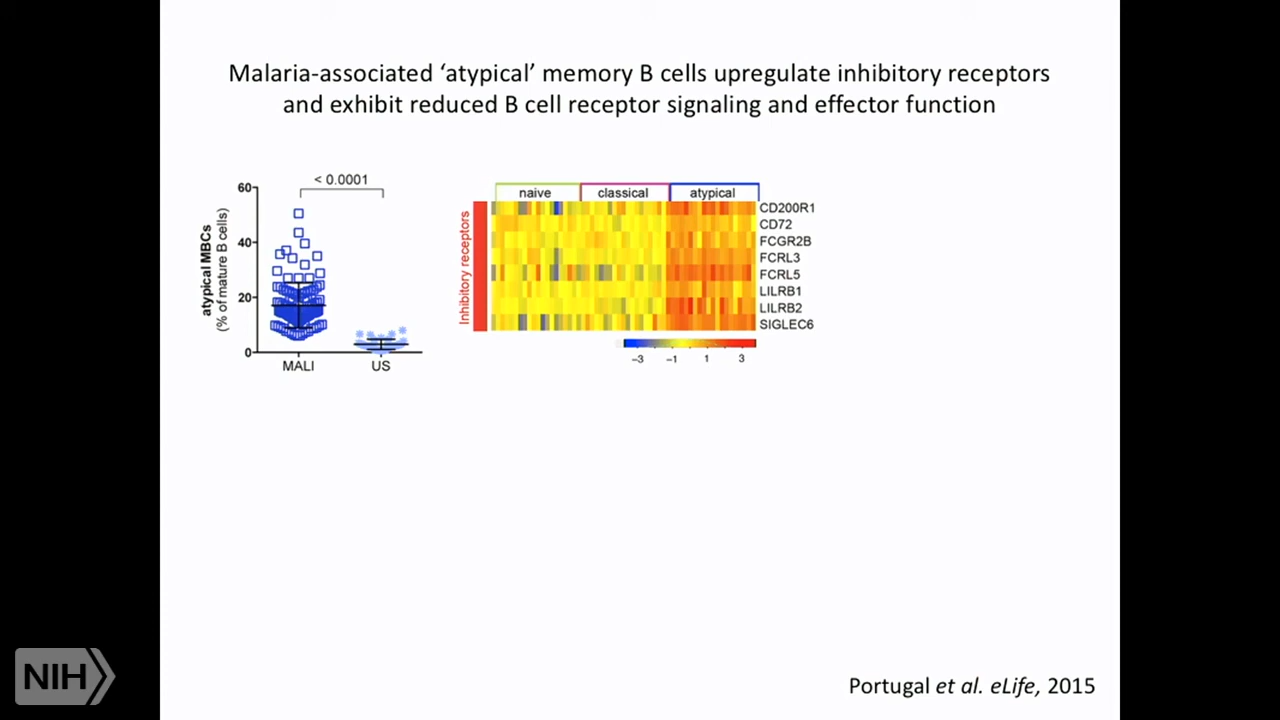 Malaria-associated ‘atypical’ memory B cells upregulate inhibitory receptors
and exhibit reduced B cell receptor signaling and effector function
< 0.0001
60
40
20
0
atypical MBCs
(% of mature B cells)
MALI
US
naive
classical
atypical
Inhibitory receptors
CD200R1
CD72
FCGR2B
FCRL3
FCRL5
LILRB1
LILRB2
SIGLEC6
−3 −1 1 3
NIH
Portugal et al. eLife, 2015